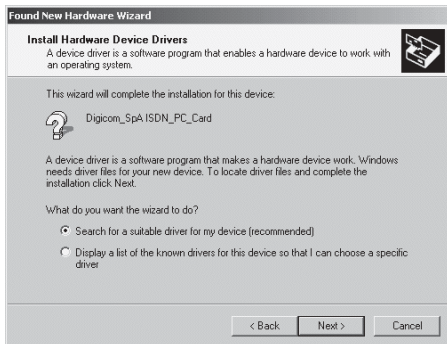 Found New Hardware Wizard
Install Hardware Device Drivers
A device driver is a software program that enables a hardware device to work with
an operating system.
This wizard will complete the installation for this device:
Digicom_SpA ISDN_PC_Card
A device driver is a software program that makes a hardware device work. Windows
needs driver files for your new device. To locate driver files and complete the
installation click Next.
What do you want the wizard to do?
Search for a suitable driver for my device (recommended)
Display a list of the known drivers for this device so that I can choose a specific
driver
< Back Next > Cancel